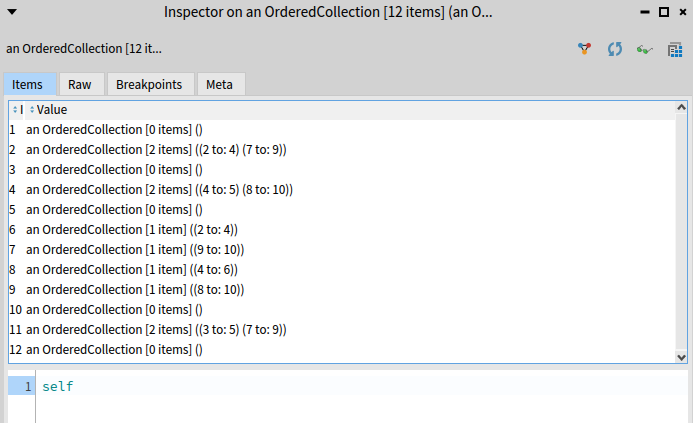 Inspector on an OrderedCollection [12 items] (an O...
an OrderedCollection [12 it...
Items Raw Breakpoints Meta
I Value
1 an OrderedCollection [0 items] ()
2 an OrderedCollection [2 items] ((2 to: 4) (7 to: 9))
3 an OrderedCollection [0 items] ()
4 an OrderedCollection [2 items] ((4 to: 5) (8 to: 10))
5 an OrderedCollection [0 items] ()
6 an OrderedCollection [1 item] ((2 to: 4))
7 an OrderedCollection [1 item] ((9 to: 10))
8 an OrderedCollection [1 item] ((4 to: 6))
9 an OrderedCollection [1 item] ((8 to: 10))
10 an OrderedCollection [0 items] ()
11 an OrderedCollection [2 items] ((3 to: 5) (7 to: 9))
12 an OrderedCollection [0 items] ()
1 self